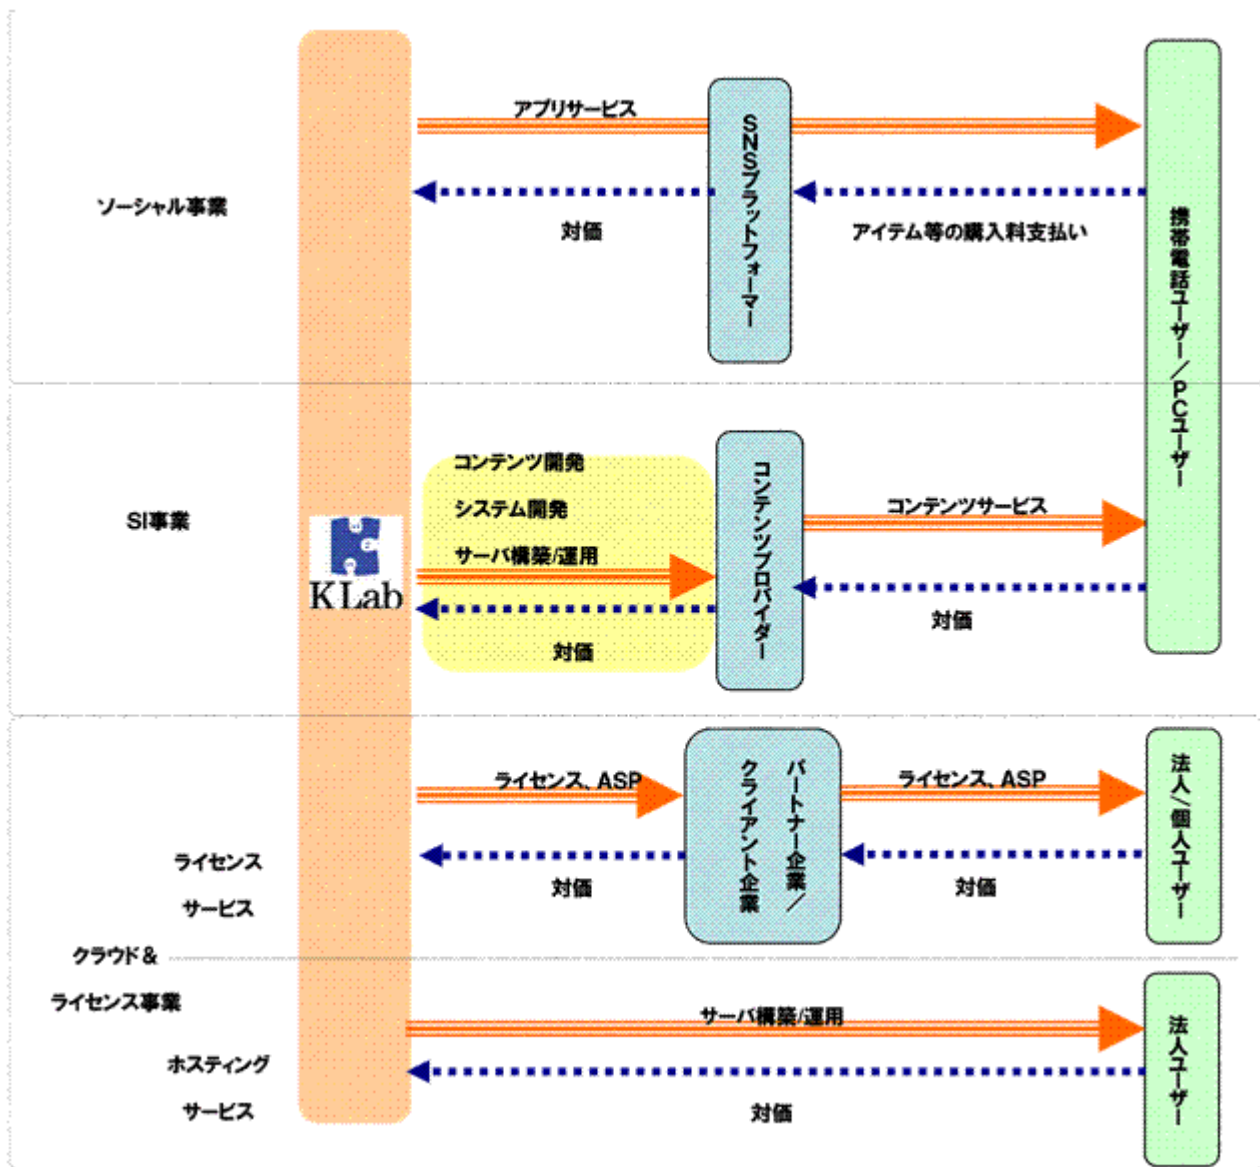 ソーシャル事業
アプリサービス
対価
SNSプラットフォーマー
アイテム等の購入料支払い
携帯電話ユーザー/PCユーザー
SI事業
KLab
コンテンツ開発
システム開発
サーバ構築/運用
対価
コンテンツプロバイダー
コンテンツサービス
対価
クラウド&
ライセンス事業
ライセンス
サービス
ライセンス、ASP
対価
パートナー企業/
クライアント企業
ライセンス、ASP
対価
法人/個人ユーザー
ホスティング
サービス
サーバ構築/運用
対価
法人ユーザー